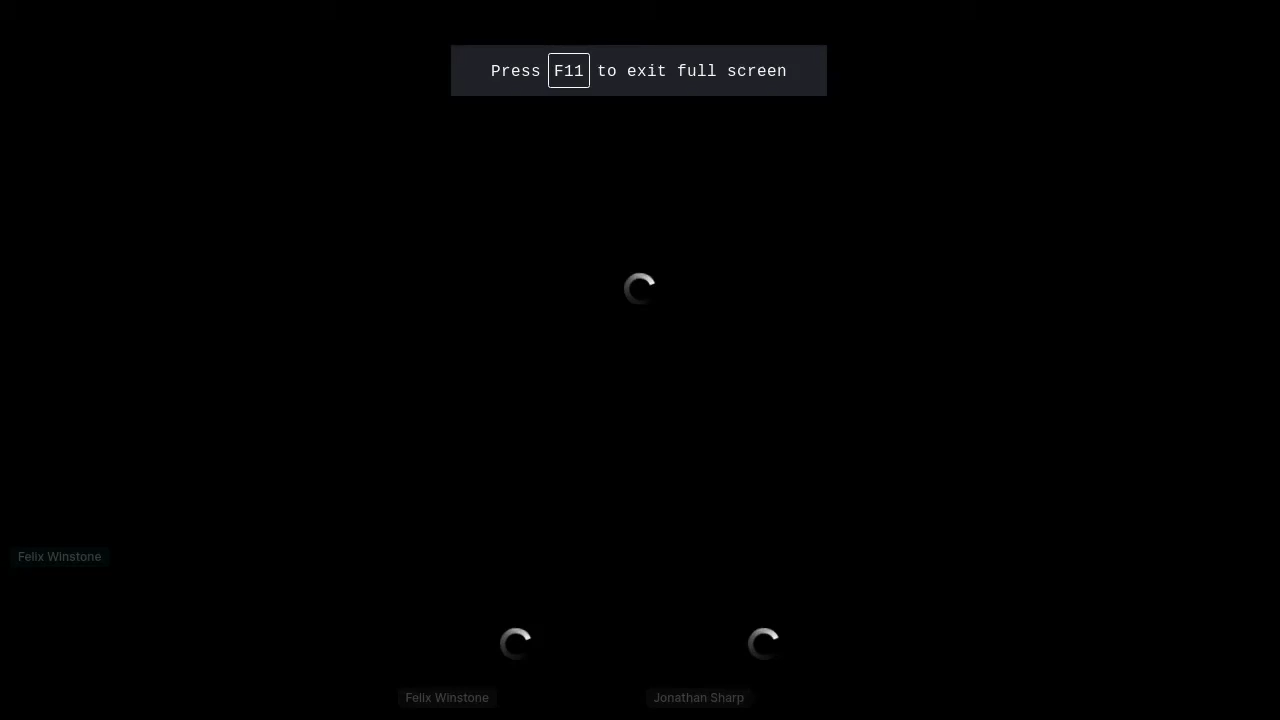 Press F11 to exit full screen
Felix Winstone
Felix Winstone
Jonathan Sharp